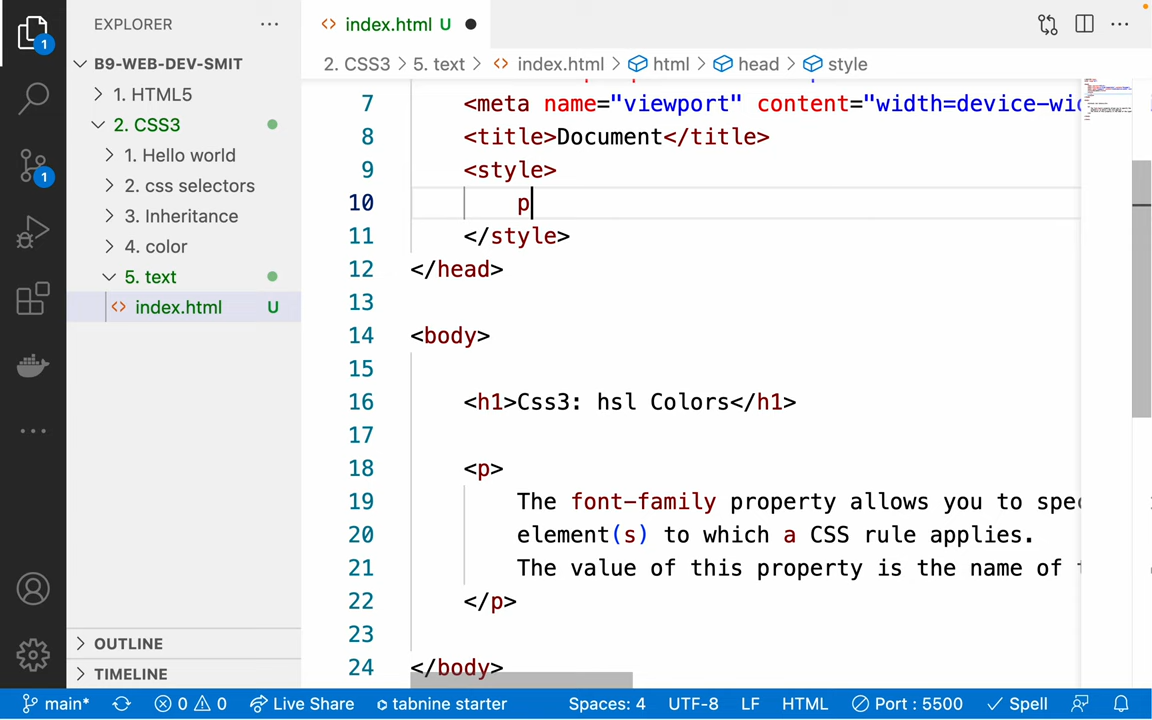 EXPLORER
index.html U
B9-WEB-DEV-SMIT
2. CSS3 > 5. text > index.html > html > head > style
1. HTML5
2. CSS3
1. Hello world
2. css selectors
3. Inheritance
4. color
5. text
index.html U
OUTLINE
TIMELINE
1
1
7 <meta name="viewport" content="width=device-wi
8 <title>Document</title>
9 <style>
10 p
11 </style>
12 </head>
13
14 <body>
15
16 <h1>Css3: hsl Colors</h1>
17
18 <p>
19 The font-family property allows you to spe
20 element(s) to which a CSS rule applies.
21 The value of this property is the name of
22 </p>
23
24 </body>
main* 0 0 Live Share tabnine starter Spaces: 4 UTF-8 LF HTML Port : 5500 Spell